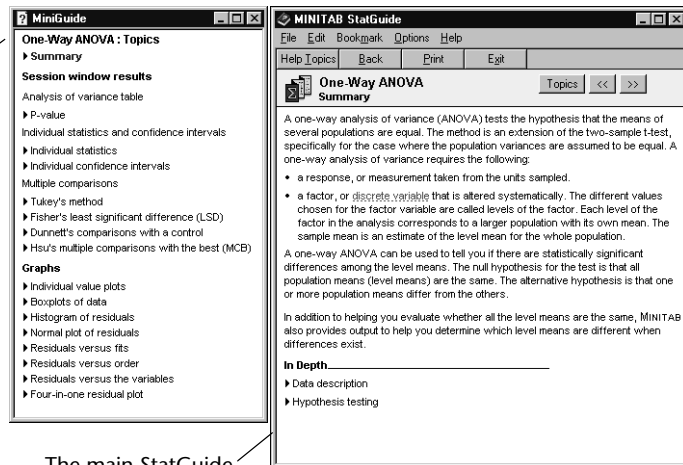 MiniGuide
One-Way ANOVA : Topics
Summary
Session window results
Analysis of variance table
P-value
Individual statistics and confidence intervals
Individual statistics
Individual confidence intervals
Multiple comparisons
Tukey's method
Fisher's least significant difference (LSD)
Dunnett's comparisons with a control
Hsu's multiple comparisons with the best (MCB)
Graphs
Individual value plots
Boxplots of data
Histogram of residuals
Normal plot of residuals
Residuals versus fits
Residuals versus order
Residuals versus the variables
Four-in-one residual plot
The main StatGuide
MINITAB StatGuide
File Edit Bookmark Options Help
Help Topics Back Print Exit
One-Way ANOVA
Summary
Topics << >>
A one-way analysis of variance (ANOVA) tests the hypothesis that the means of
several populations are equal. The method is an extension of the two-sample t-test,
specifically for the case where the population variances are assumed to be equal. A
one-way analysis of variance requires the following:
• a response, or measurement taken from the units sampled.
• a factor, or discrete variable that is altered systematically. The different values
chosen for the factor variable are called levels of the factor. Each level of the
factor in the analysis corresponds to a larger population with its own mean. The
sample mean is an estimate of the level mean for the whole population.
A one-way ANOVA can be used to tell you if there are statistically significant
differences among the level means. The null hypothesis for the test is that all
population means (level means) are the same. The alternative hypothesis is that one
or more population means differ from the others.
In addition to helping you evaluate whether all the level means are the same, MINITAB
also provides output to help you determine which level means are different when
differences exist.
In Depth
Data description
Hypothesis testing